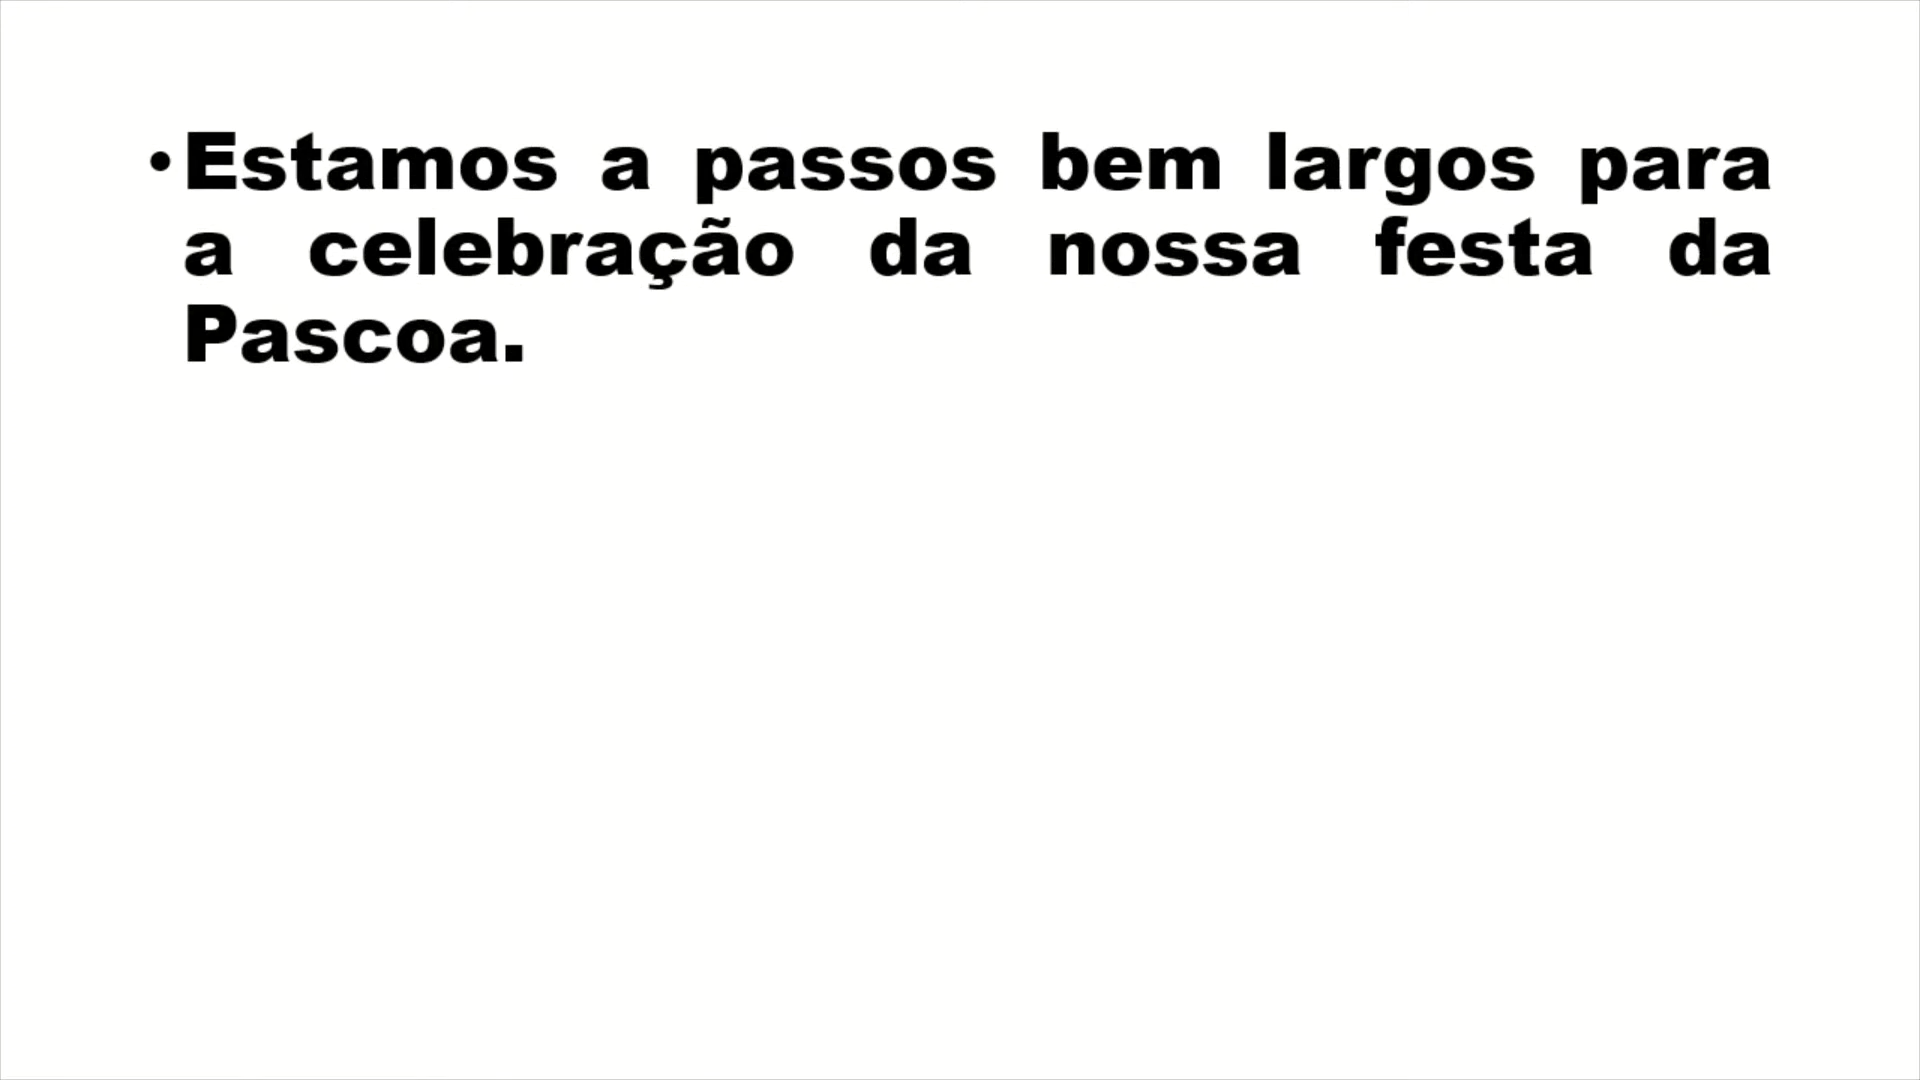 •Estamos a passos bem largos para
a celebração da nossa festa da
Pascoa.